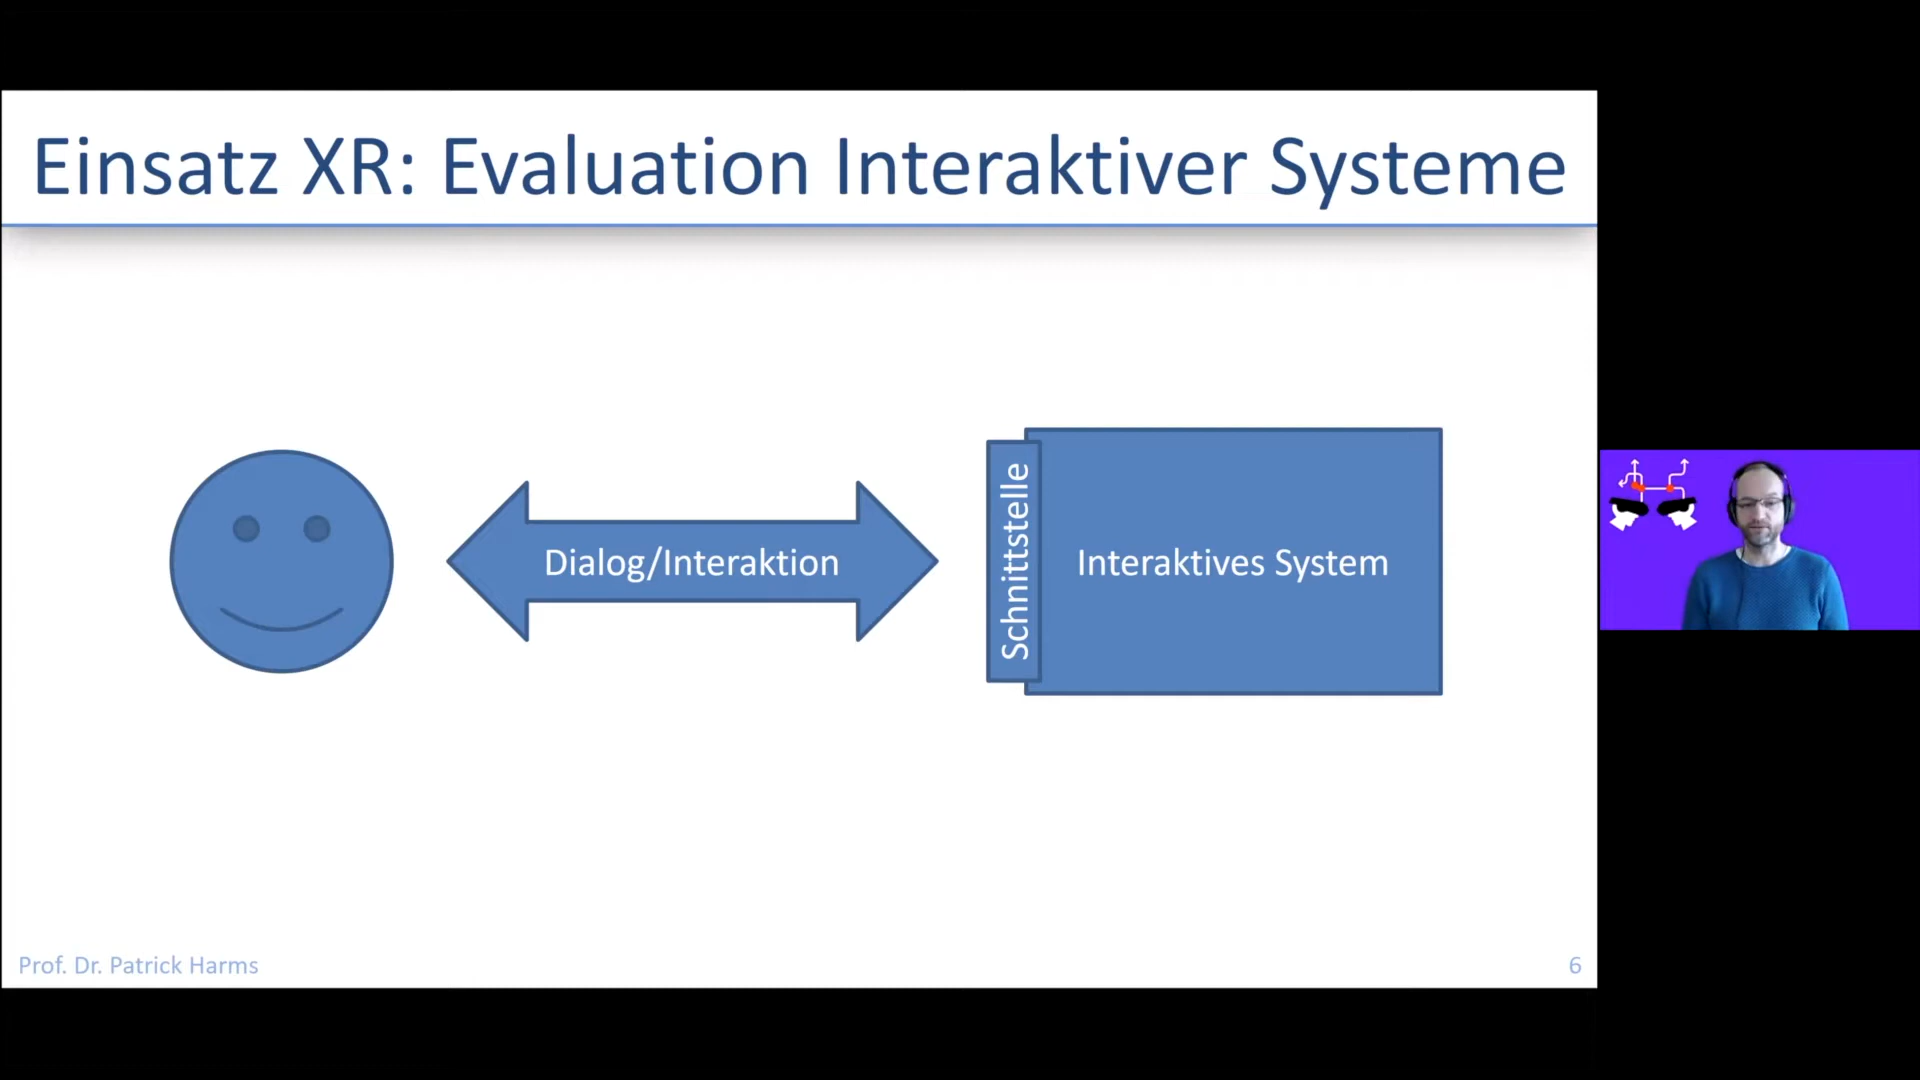 Einsatz XR: Evaluation Interaktiver Systeme
Dialog/Interaktion
Schnittstelle
Interaktives System
Prof. Dr. Patrick Harms
6